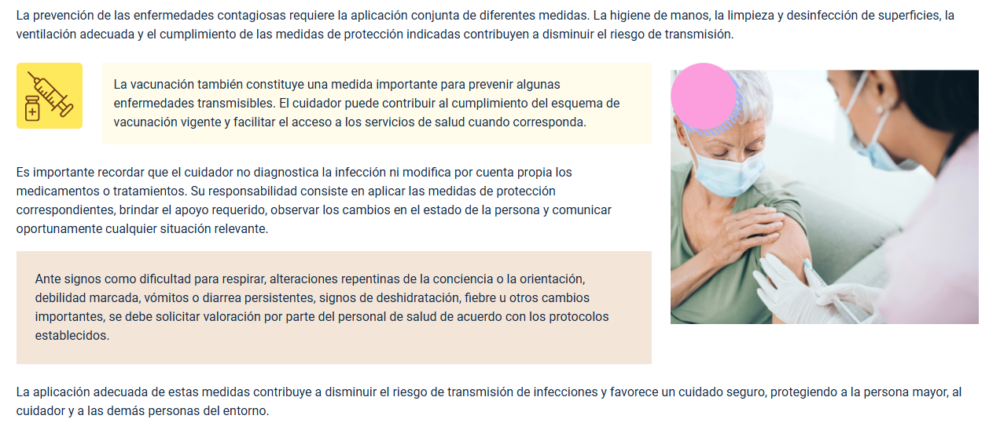 La prevención de las enfermedades contagiosas requiere la aplicación conjunta de diferentes medidas. La higiene de manos, la limpieza y desinfección de superficies, la
ventilación adecuada y el cumplimiento de las medidas de protección indicadas contribuyen a disminuir el riesgo de transmisión.
La vacunación también constituye una medida importante para prevenir algunas
enfermedades transmisibles. El cuidador puede contribuir al cumplimiento del esquema de
vacunación vigente y facilitar el acceso a los servicios de salud cuando corresponda.
Es importante recordar que el cuidador no diagnostica la infección ni modifica por cuenta propia los
medicamentos o tratamientos. Su responsabilidad consiste en aplicar las medidas de protección
correspondientes, brindar el apoyo requerido, observar los cambios en el estado de la persona y comunicar
oportunamente cualquier situación relevante.
Ante signos como dificultad para respirar, alteraciones repentinas de la conciencia o la orientación,
debilidad marcada, vómitos o diarrea persistentes, signos de deshidratación, fiebre u otros cambios
importantes, se debe solicitar valoración por parte del personal de salud de acuerdo con los protocolos
establecidos.
La aplicación adecuada de estas medidas contribuye a disminuir el riesgo de transmisión de infecciones y favorece un cuidado seguro, protegiendo a la persona mayor, al
cuidador y a las demás personas del entorno.